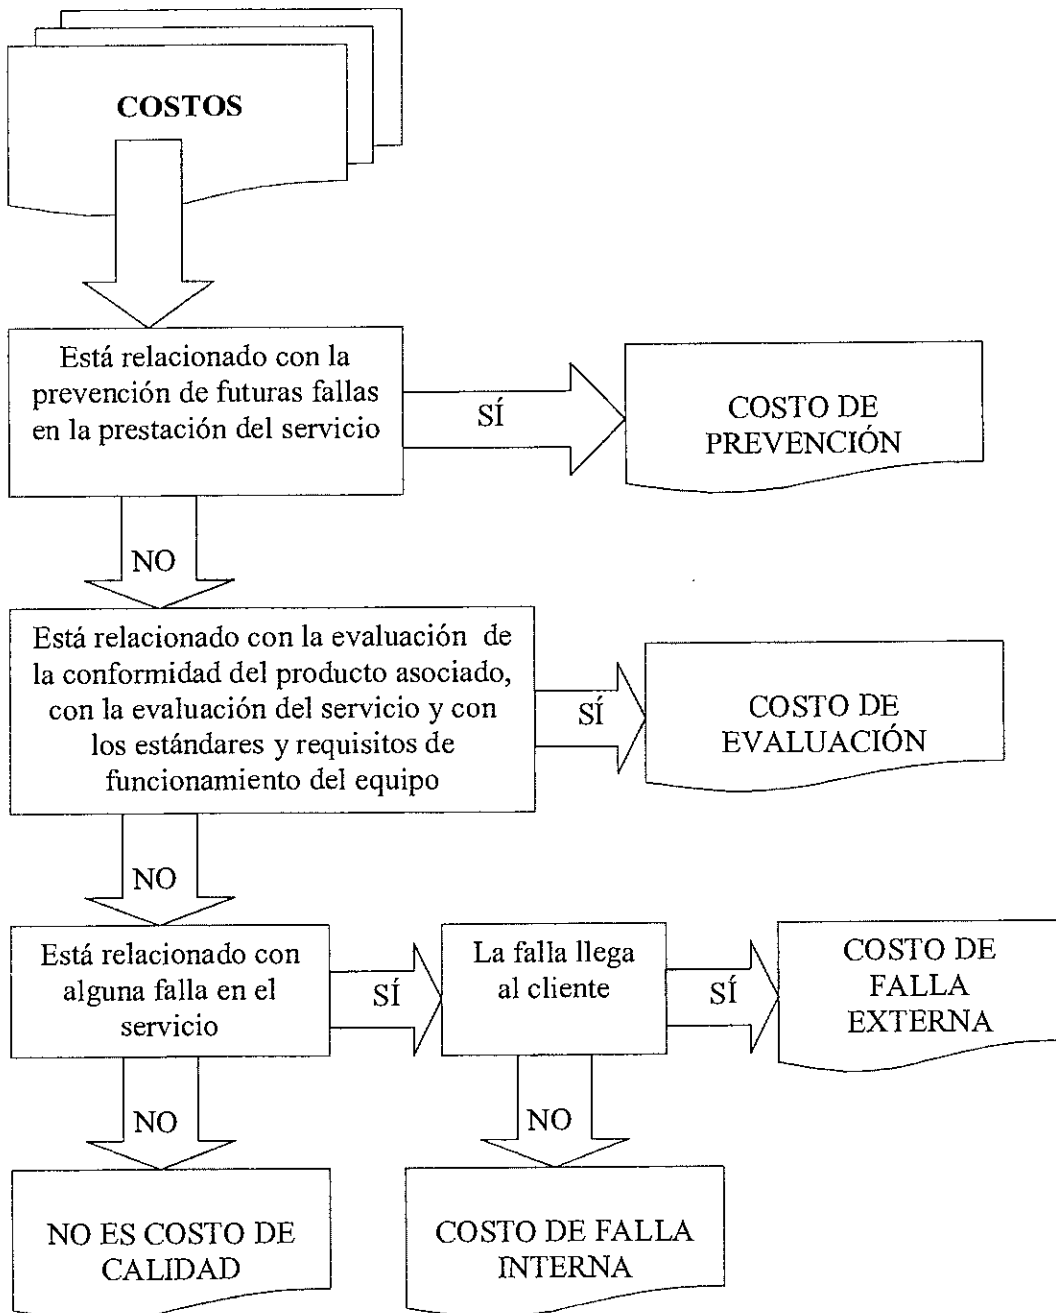 COSTOS
Está relacionado con la
prevención de futuras fallas
en la prestación del servicio
SÍ
COSTO DE
PREVENCIÓN
NO
Está relacionado con la evaluación de
la conformidad del producto asociado,
con la evaluación del servicio y con
los estándares y requisitos de
funcionamiento del equipo
SÍ
COSTO DE
EVALUACIÓN
NO
Está relacionado con
alguna falla en el
servicio
SÍ
La falla llega
al cliente
SÍ
COSTO DE
FALLA
EXTERNA
NO
NO
NO ES COSTO DE
CALIDAD
COSTO DE FALLA
INTERNA